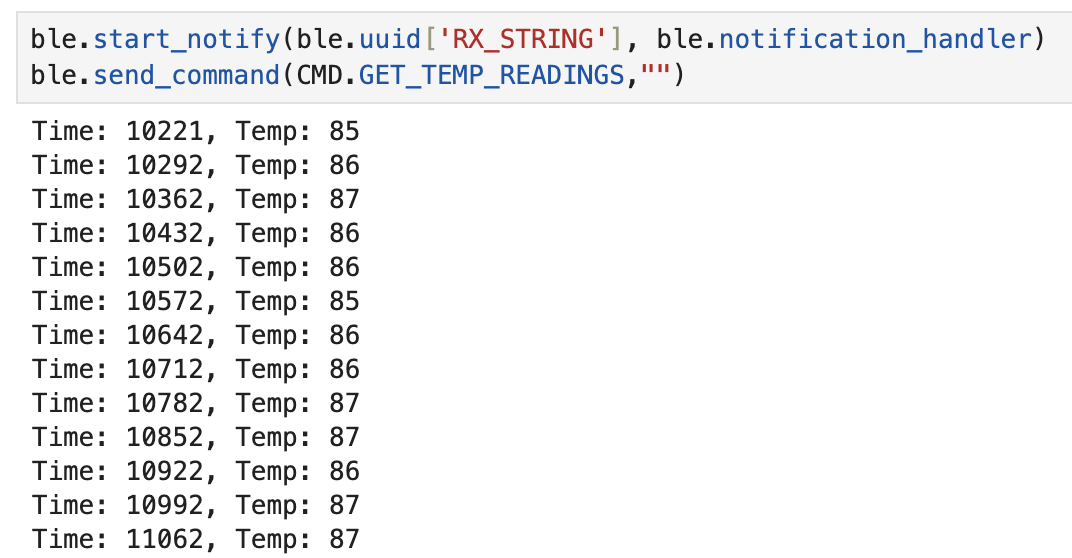 ble.start_notify(ble.uuid['RX_STRING'], ble.notification_handler)
ble.send_command(CMD.GET_TEMP_READINGS,"")
Time: 10221, Temp: 85
Time: 10292, Temp: 86
Time: 10362, Temp: 87
Time: 10432, Temp: 86
Time: 10502, Temp: 86
Time: 10572, Temp: 85
Time: 10642, Temp: 86
Time: 10712, Temp: 86
Time: 10782, Temp: 87
Time: 10852, Temp: 87
Time: 10922, Temp: 86
Time: 10992, Temp: 87
Time: 11062, Temp: 87